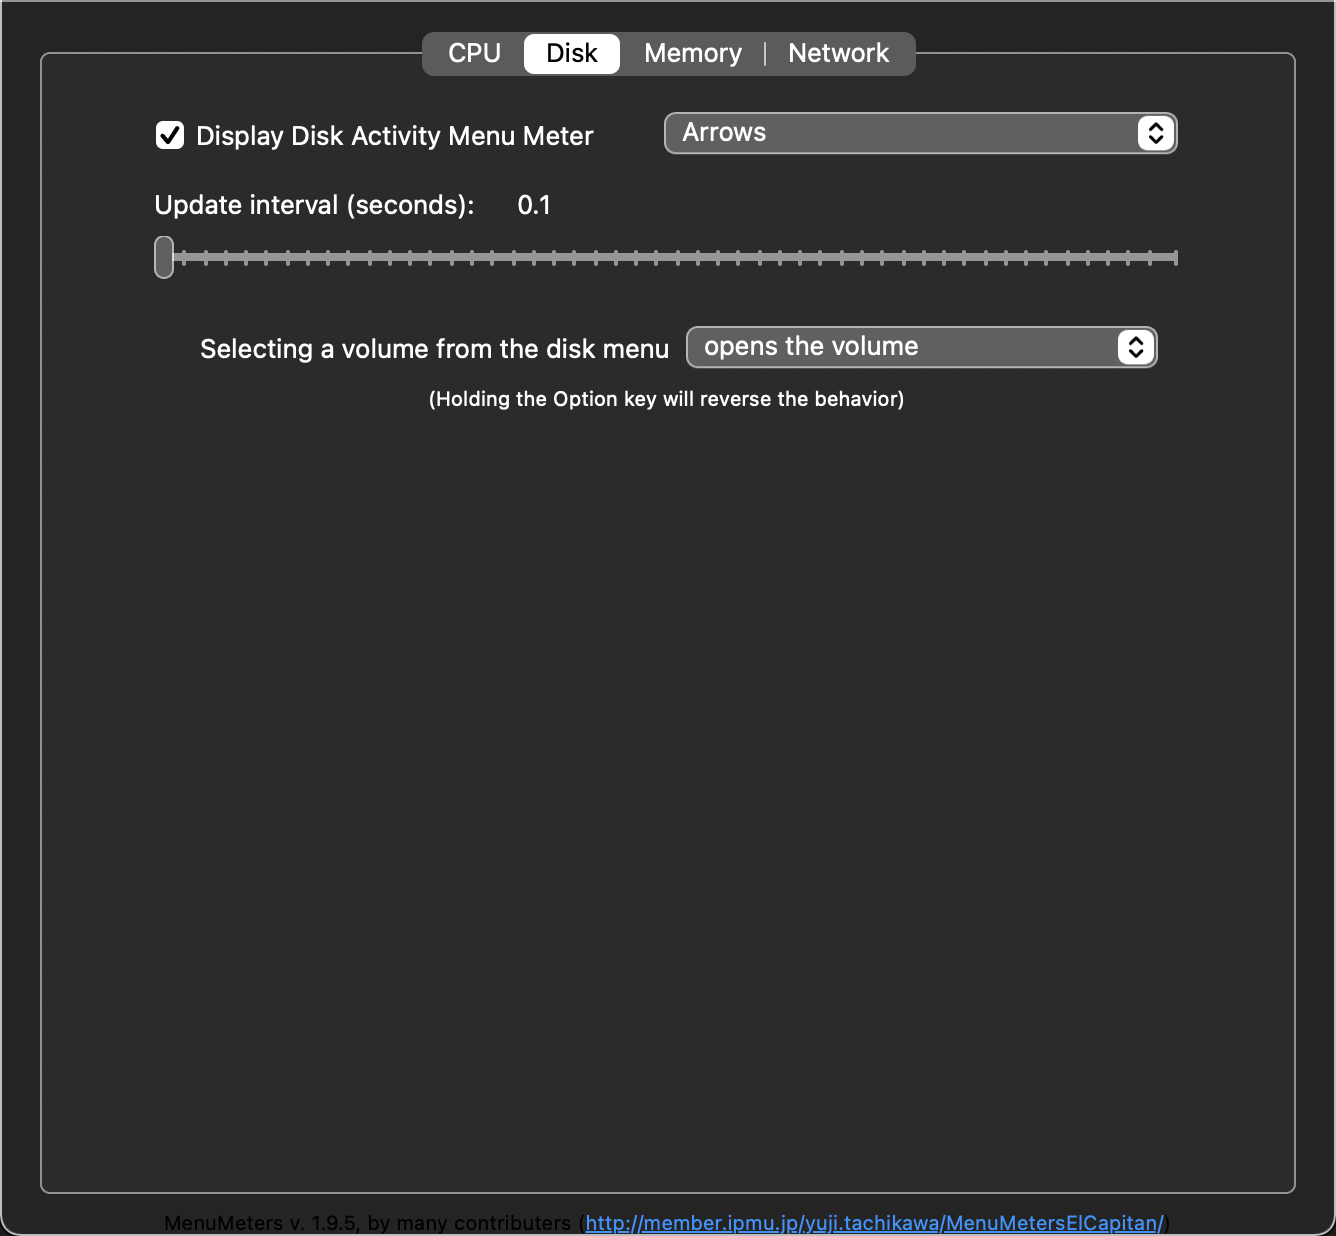 CPU Disk Memory Network
Display Disk Activity Menu Meter Arrows
Update interval (seconds): 0.1
Selecting a volume from the disk menu opens the volume
(Holding the Option key will reverse the behavior)
MenuMeters v. 1.9.5, by many contributers (http://member.ipmu.jp/yuji.tachikawa/MenuMetersElCapitan/)